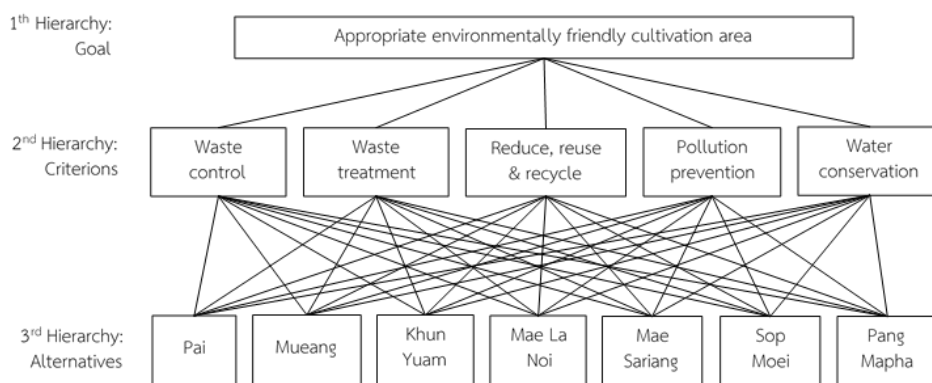 1th Hierarchy:
Goal
Appropriate environmentally friendly cultivation area
2nd Hierarchy:
Criterions
Waste
control
Waste
treatment
Reduce, reuse
& recycle
Pollution
prevention
Water
conservation
3rd Hierarchy:
Alternatives
Pai
Mueang
Khun
Yuam
Mae La
Noi
Mae
Sariang
Sop
Moei
Pang
Mapha